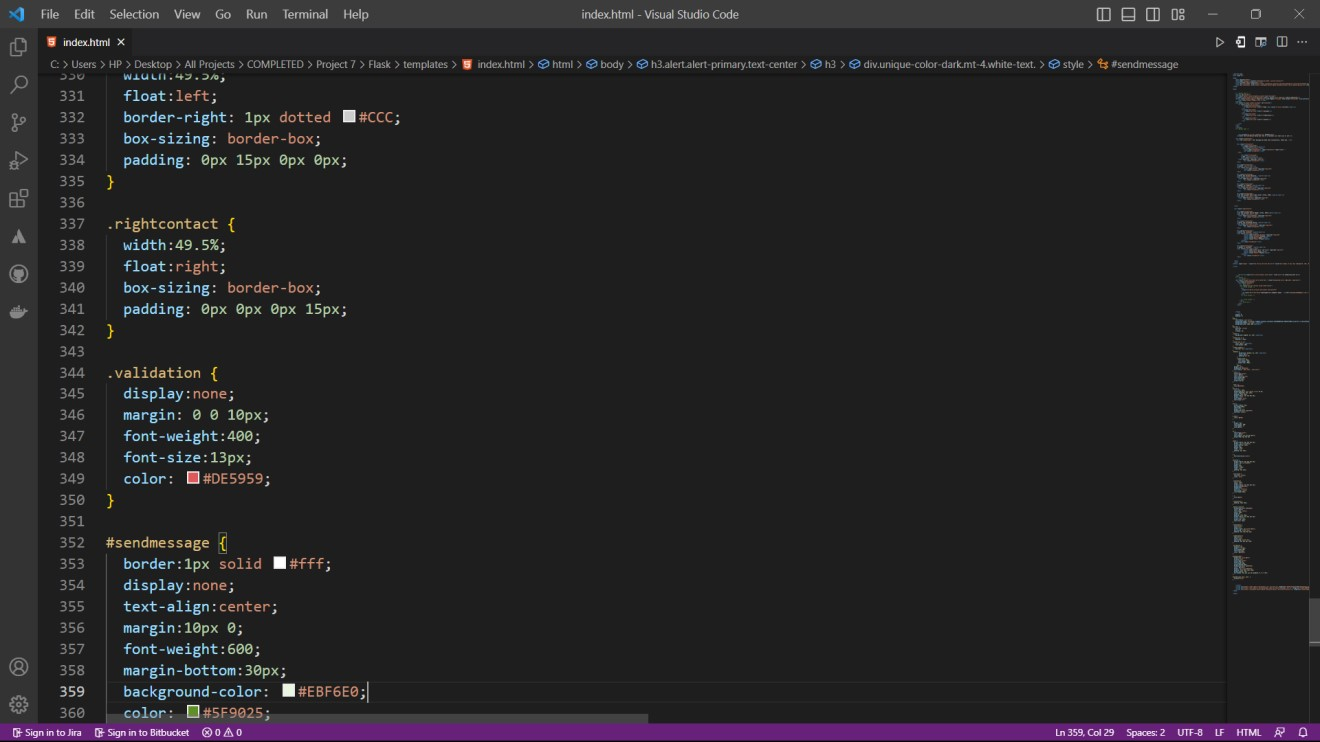 File Edit Selection View Go Run Terminal Help
index.html - Visual Studio Code
index.html
C: > Users > HP > Desktop > All Projects > COMPLETED > Project 7 > Flask > templates > index.html > html > body > h3.alert.alert-primary.text-center > h3 > div.unique-color-dark.mt-4.white-text. > style > #sendmessage
330 width:49.5%;
331 float:left;
332 border-right: 1px dotted #CCC;
333 box-sizing: border-box;
334 padding: 0px 15px 0px 0px;
335 }
336
337 .rightcontact {
338 width:49.5%;
339 float:right;
340 box-sizing: border-box;
341 padding: 0px 0px 0px 15px;
342 }
343
344 .validation {
345 display:none;
346 margin: 0 0 10px;
347 font-weight:400;
348 font-size:13px;
349 color: #DE5959;
350 }
351
352 #sendmessage {
353 border:1px solid #fff;
354 display:none;
355 text-align:center;
356 margin:10px 0;
357 font-weight:600;
358 margin-bottom:30px;
359 background-color: #EBF6E0;
360 color: #5F9025;
Sign in to Jira Sign in to Bitbucket 0 0 Ln 359, Col 29 Spaces: 2 UTF-8 LF HTML